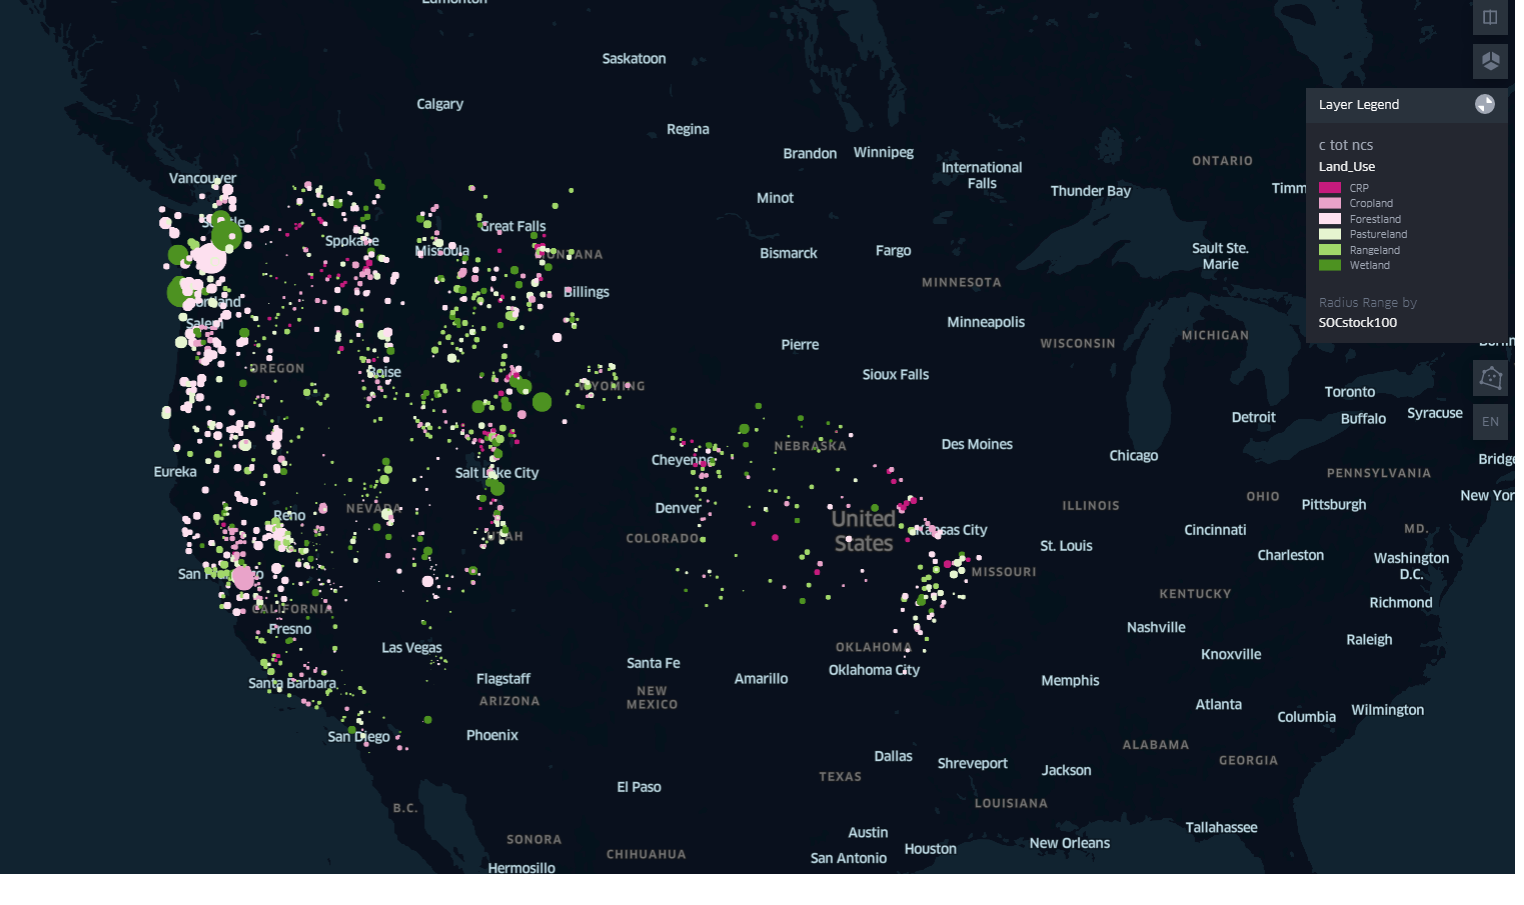 Edmonton
Saskatoon
Calgary
Regina
Brandon
Winnipeg
International
Falls
ONTARIO
Thunder Bay
Timm
Vancouver
Minot
Great Falls
Spokane
Missoula
MONTANA
Bismarck
Fargo
Sault Ste.
Marie
MINNESOTA
Billings
Portland
Salem
Minneapolis
WISCONSIN
MICHIGAN
Pierre
OREGON
Boise
Sioux Falls
WYOMING
Toronto
Detroit
Buffalo
Syracuse
NEBRASKA
Des Moines
Chicago
Cheyenne
Eureka
Salt Lake City
PENNSYLVANIA
Bridge
NEVADA
Reno
Denver
United
States
ILLINOIS
OHIO
Pittsburgh
New Yor
UTAH
COLORADO
Kansas City
St. Louis
Cincinnati
MD.
Charleston
Washington
D.C.
San Francisco
MISSOURI
CALIFORNIA
Fresno
KENTUCKY
Richmond
Nashville
Las Vegas
OKLAHOMA
Raleigh
Santa Fe
Knoxville
Santa Barbara
Flagstaff
Amarillo
Oklahoma City
Memphis
ARIZONA
NEW
MEXICO
Atlanta
Columbia
Wilmington
San Diego
Phoenix
ALABAMA
GEORGIA
Dallas
Shreveport
Jackson
TEXAS
El Paso
B.C.
LOUISIANA
SONORA
CHIHUAHUA
Austin
Houston
New Orleans
Tallahassee
San Antonio
Hermosillo
Layer Legend
c tot ncs
Land_Use
CRP
Cropland
Forestland
Pastureland
Rangeland
Wetland
Radius Range by
SOCstock100
EN